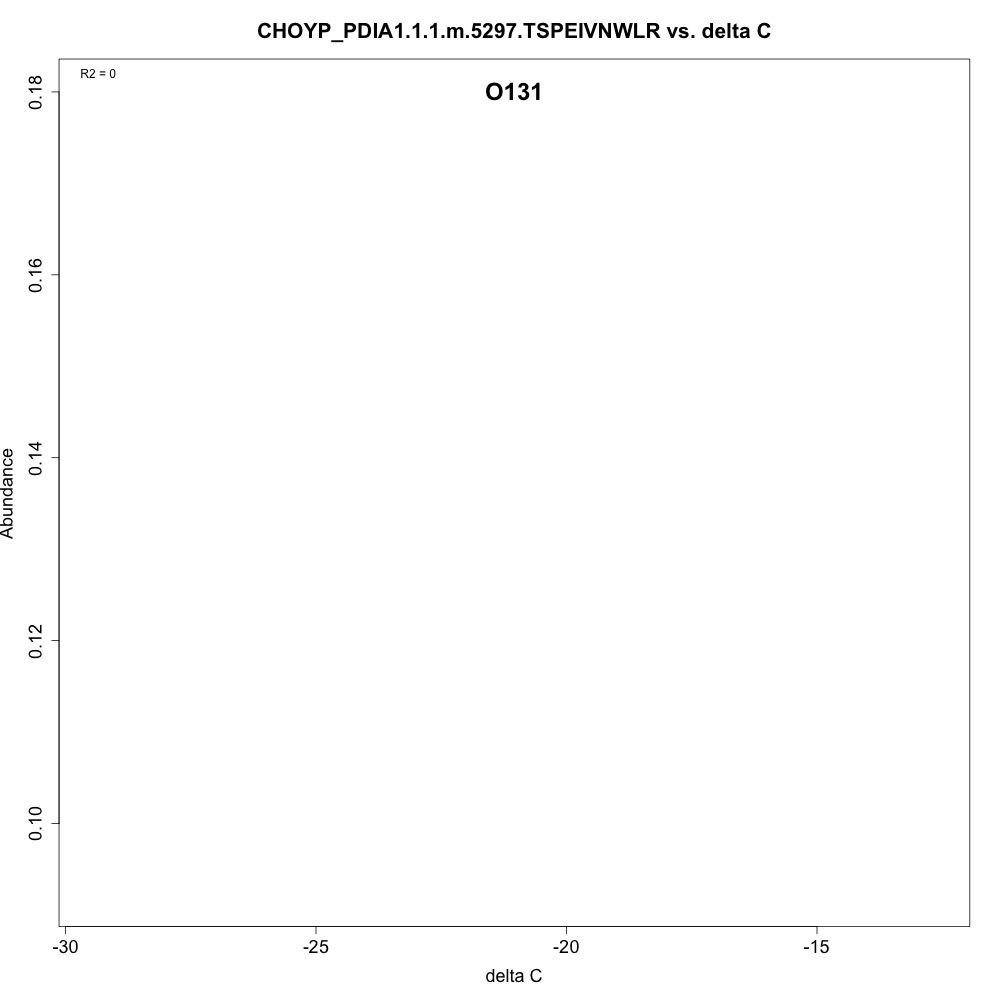 CHOYP_PDIA1.1.1.m.5297.TSPEIVNWLR vs. delta C
R2 = 0
O131
0.18
0.16
0.14
0.12
0.10
Abundance
-30 -25 -20 -15
delta C